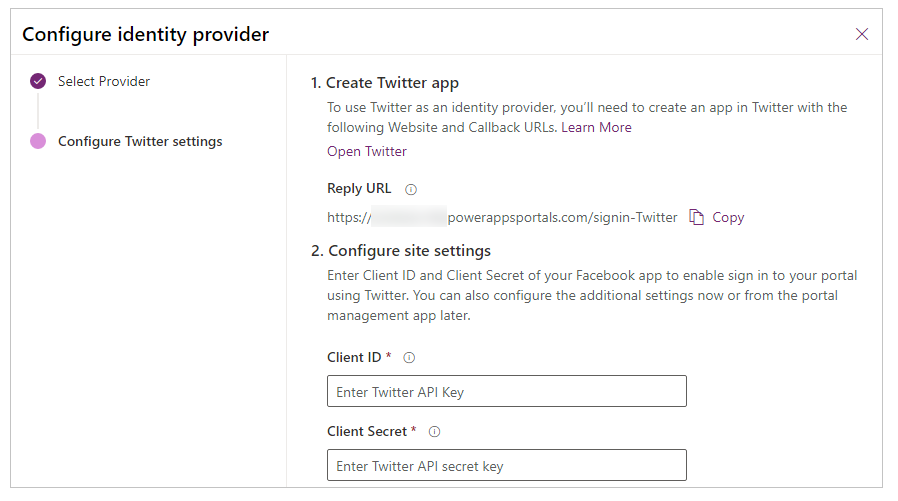 Configure identity provider
Select Provider
Configure Twitter settings
1. Create Twitter app
To use Twitter as an identity provider, you'll need to create an app in Twitter with the
following Website and Callback URLs. Learn More
Open Twitter
Reply URL
https:// powerappsportals.com/signin-Twitter Copy
2. Configure site settings
Enter Client ID and Client Secret of your Facebook app to enable sign in to your portal
using Twitter. You can also configure the additional settings now or from the portal
management app later.
Client ID *
Enter Twitter API Key
Client Secret *
Enter Twitter API secret key